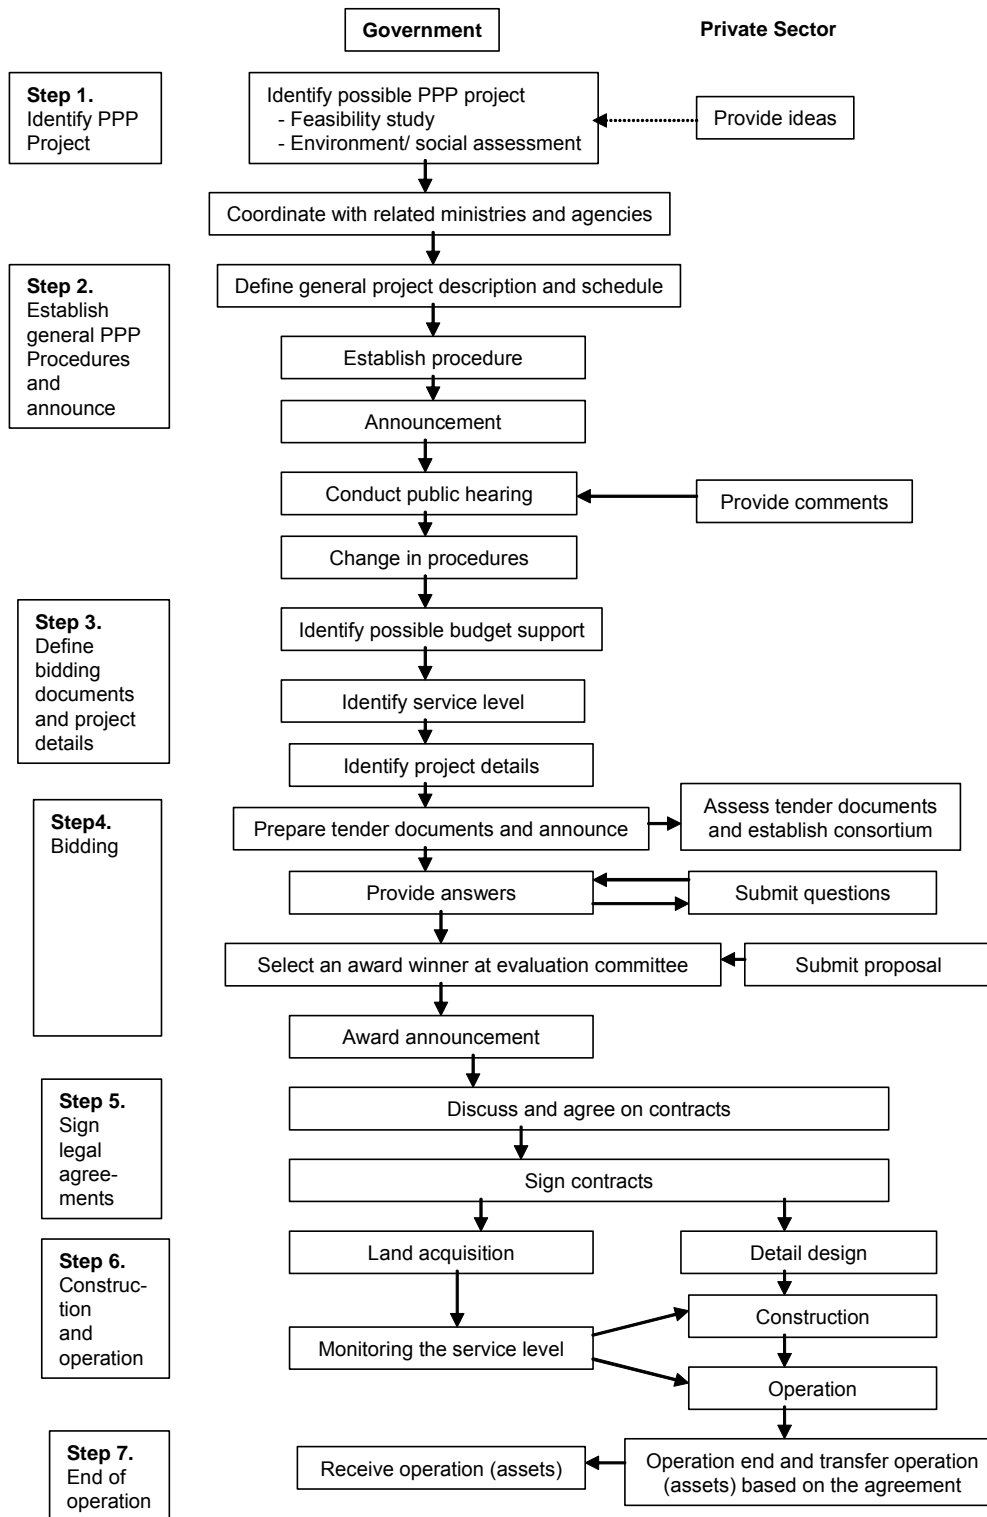 Government
Private Sector
Step 1.
Identify PPP
Project
Identify possible PPP project
- Feasibility study
- Environment/ social assessment
Provide ideas
Coordinate with related ministries and agencies
Step 2.
Establish
general PPP
Procedures
and
announce
Define general project description and schedule
Establish procedure
Announcement
Conduct public hearing
Provide comments
Change in procedures
Step 3.
Define
bidding
documents
and project
details
Identify possible budget support
Identify service level
Identify project details
Step4.
Bidding
Prepare tender documents and announce
Assess tender documents
and establish consortium
Provide answers
Submit questions
Select an award winner at evaluation committee
Submit proposal
Award announcement
Step 5.
Sign
legal
agree-
ments
Discuss and agree on contracts
Sign contracts
Step 6.
Construc-
tion
and
operation
Land acquisition
Detail design
Construction
Monitoring the service level
Operation
Step 7.
End of
operation
Receive operation (assets)
Operation end and transfer operation
(assets) based on the agreement